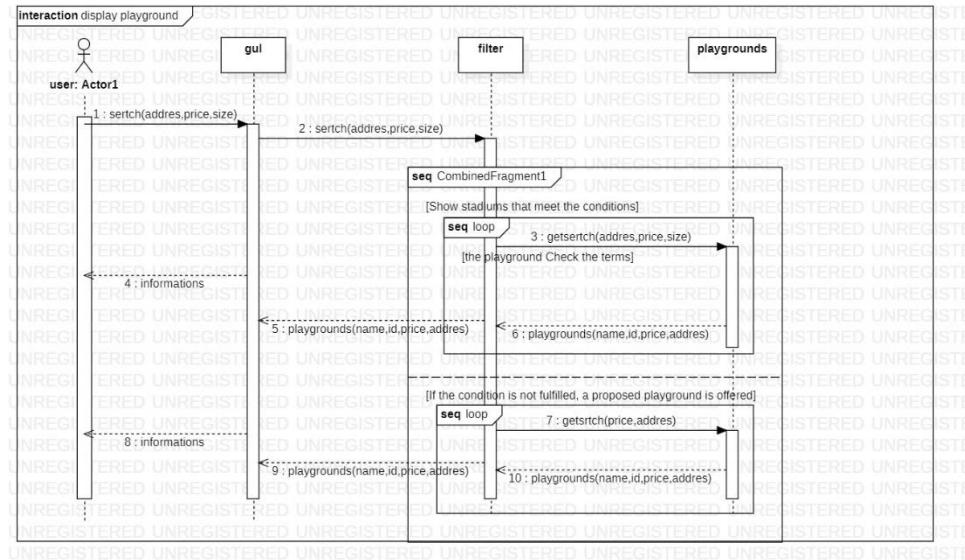 interaction display playground
user: Actor1
guI
filter
playgrounds
1 : sertch(addres,price,size)
2 : sertch(addres,price,size)
seq CombinedFragment1
[Show stadiums that meet the conditions]
seq loop
3 : getsertch(addres,price,size)
[the playground Check the terms]
4 : informations
5 : playgrounds(name,id,price,addres)
6 : playgrounds(name,id,price,addres)
[If the condition is not fulfilled, a proposed playground is offered]
seq loop
7 : getsrtch(price,addres)
8 : informations
9 : playgrounds(name,id,price,addres)
10 : playgrounds(name,id,price,addres)
UNREGISTERED